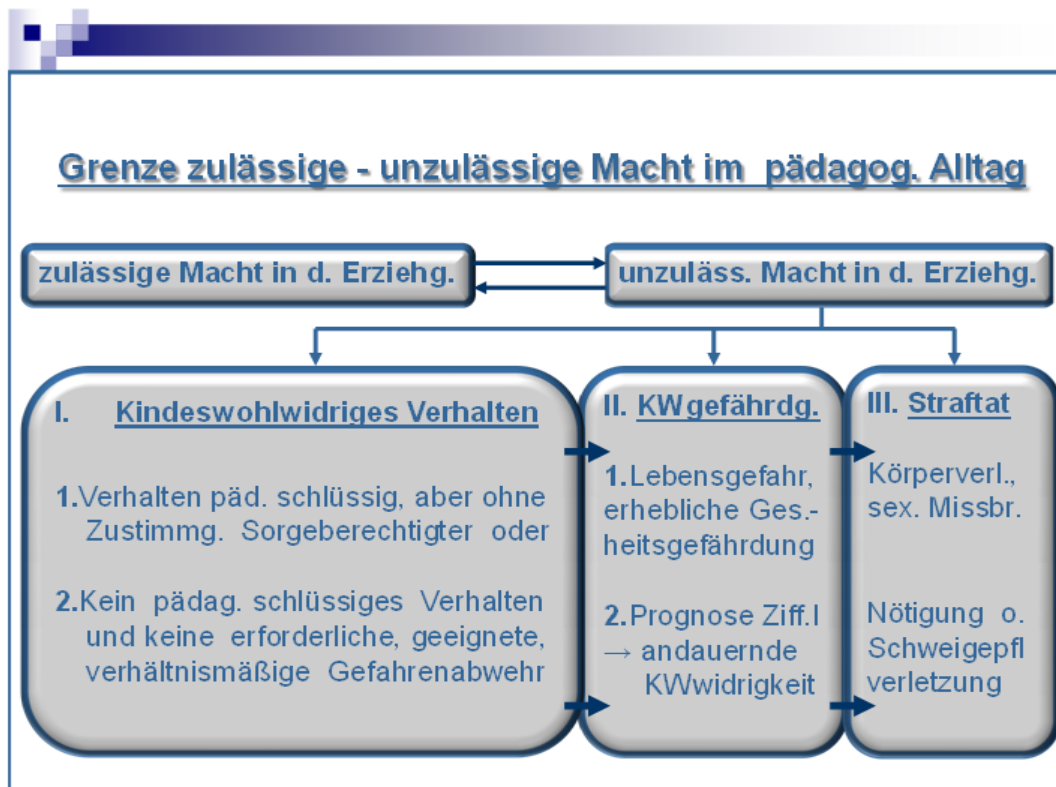 Grenze zulässige - unzulässige Macht im pädagog. Alltag
zulässige Macht in d. Erziehg.
unzuläss. Macht in d. Erziehg.
I. Kindeswohlwidriges Verhalten
1.Verhalten päd. schlüssig, aber ohne
Zustimmg. Sorgeberechtigter oder
2.Kein pädag. schlüssiges Verhalten
und keine erforderliche, geeignete,
verhältnismäßige Gefahrenabwehr
II. KWgefährdg.
1.Lebensgefahr,
erhebliche Ges.-
heitsgefährdung
2.Prognose Ziff.I
→ andauernde
KWwidrigkeit
III. Straftat
Körperverl.,
sex. Missbr.
Nötigung o.
Schweigepfl
verletzung